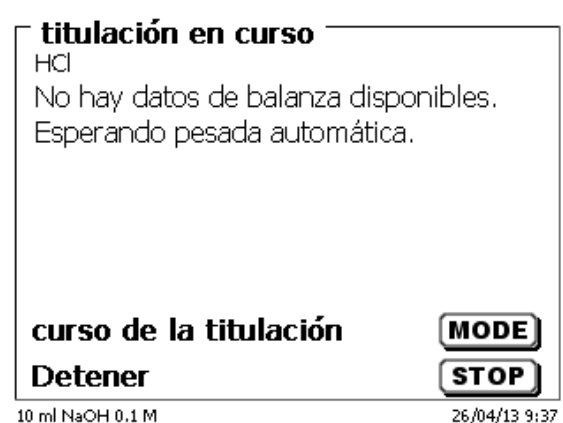 titulación en curso
HCl
No hay datos de balanza disponibles.
Esperando pesada automática.
curso de la titulación MODE
Detener STOP
10 ml NaOH 0.1 M 26/04/13 9:37